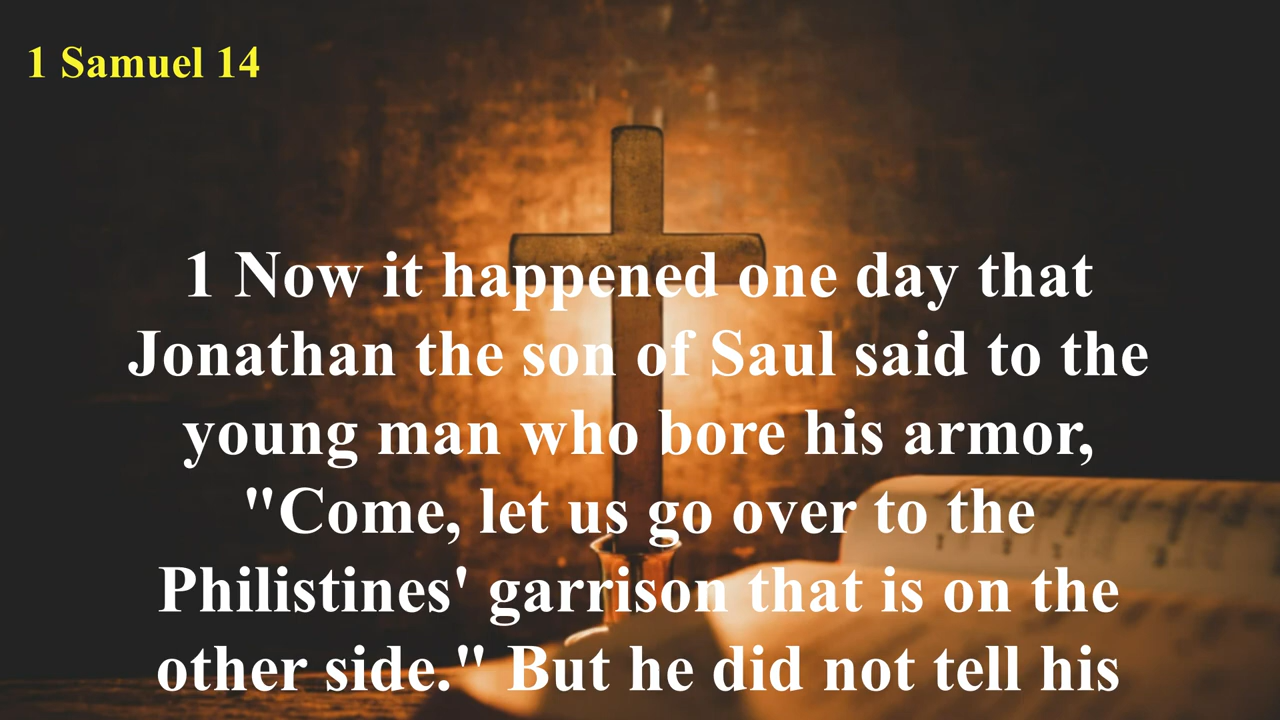 1 Samuel 14
1 Now it happened one day that
Jonathan the son of Saul said to the
young man who bore his armor,
"Come, let us go over to the
Philistines' garrison that is on the
other side." But he did not tell his